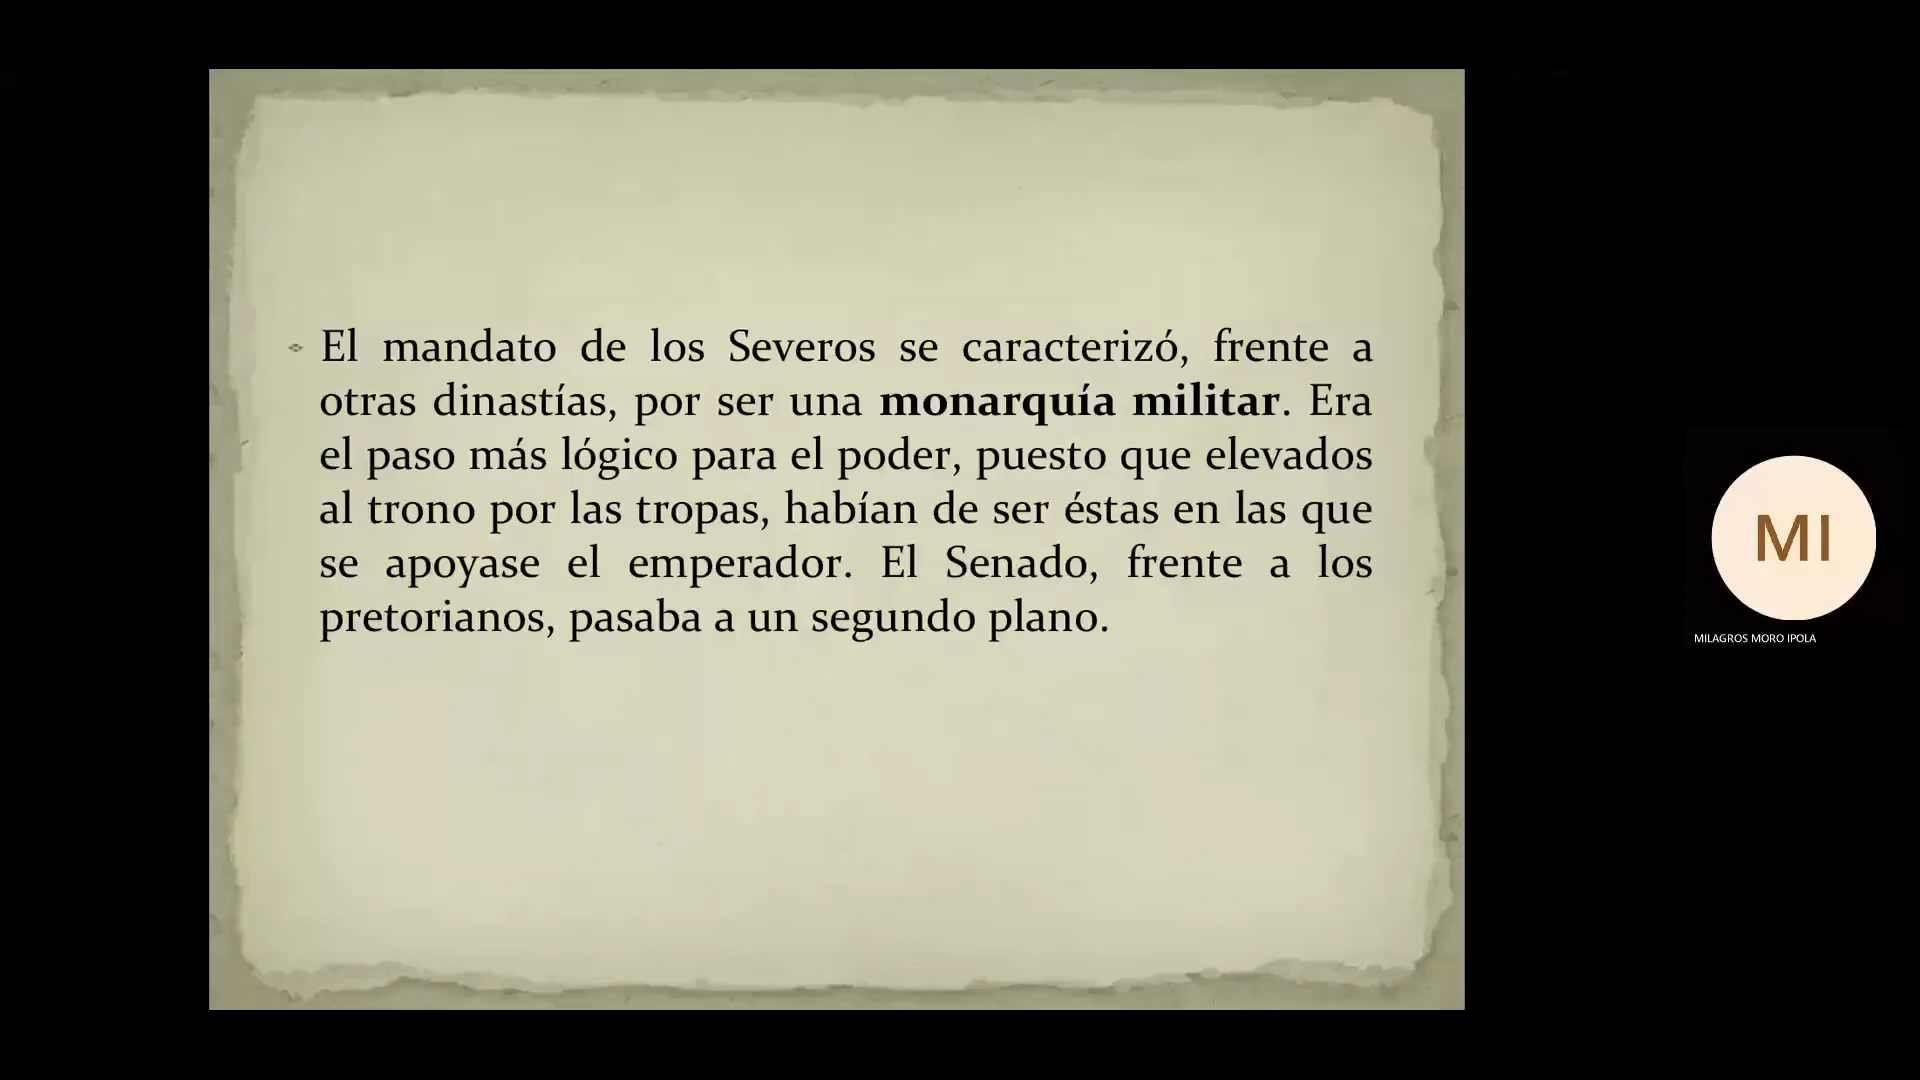 El mandato de los Severos se caracterizó, frente a
otras dinastías, por ser una monarquía militar. Era
el paso más lógico para el poder, puesto que elevados
al trono por las tropas, habían de ser éstas en las que
se apoyase el emperador. El Senado, frente a los
pretorianos, pasaba a un segundo plano.
MI
MILAGROS MORO IPOLA